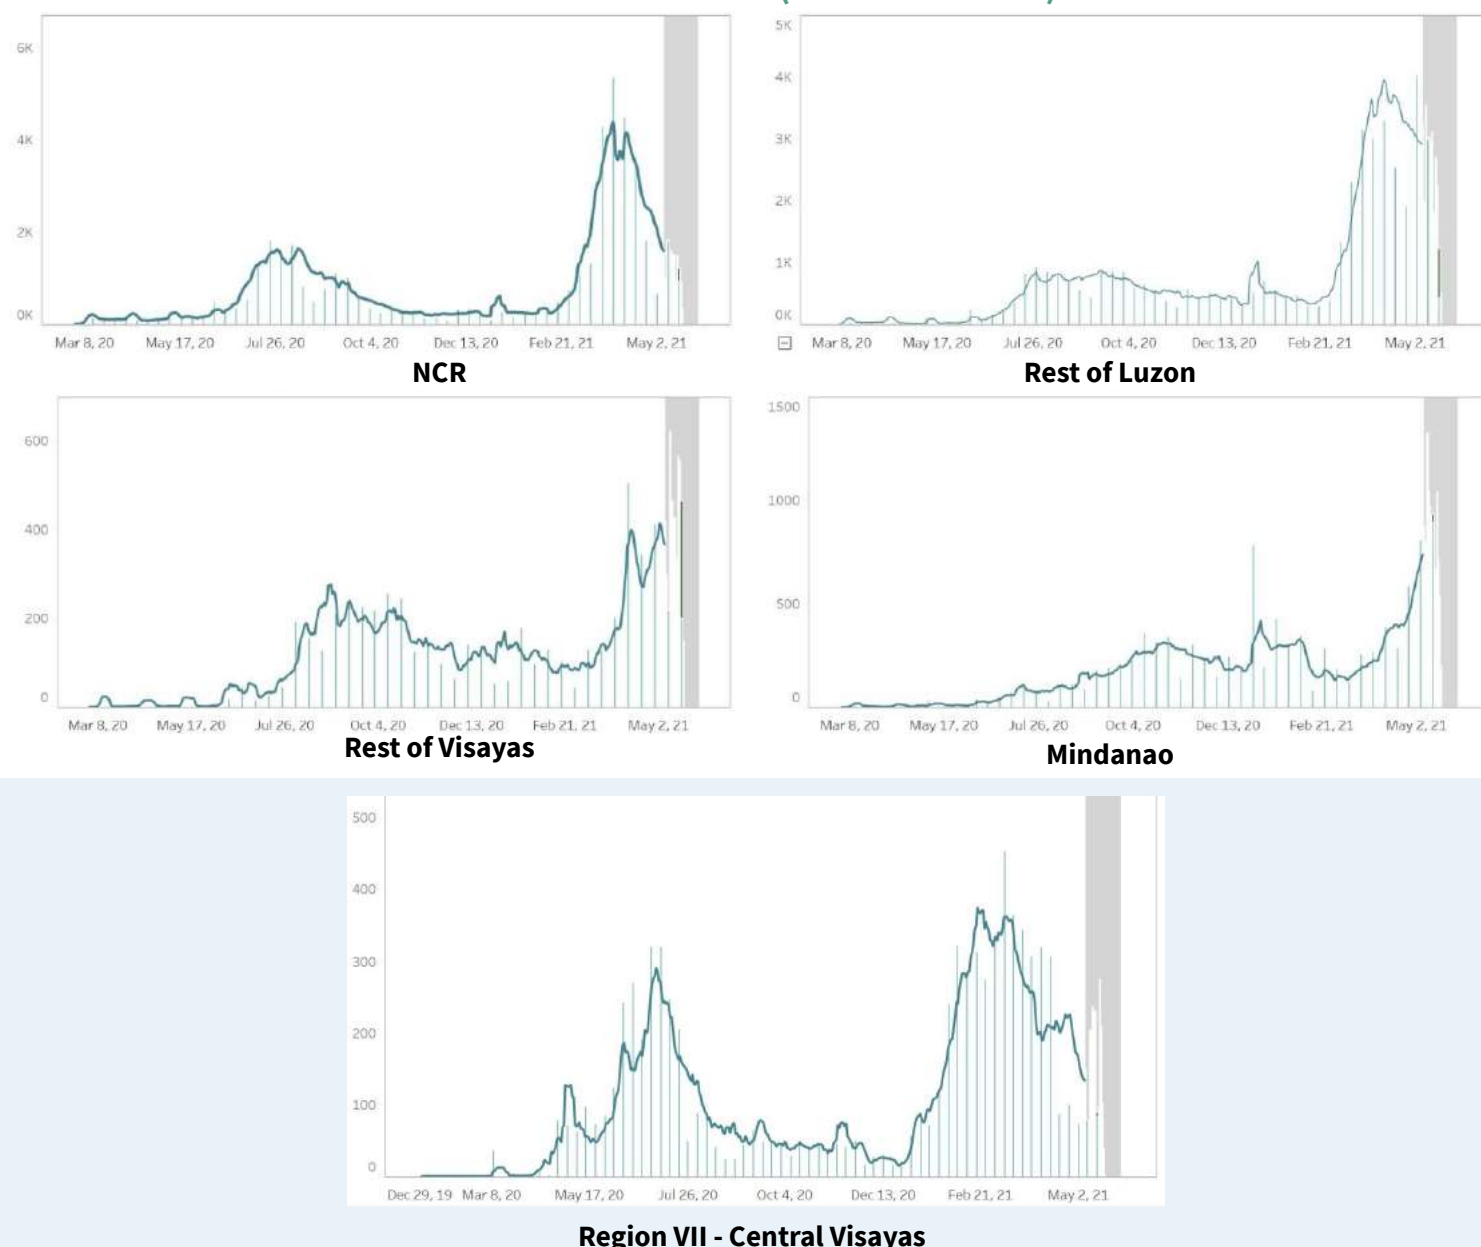 6K
4K
2K
0K
Mar 8, 20 May 17, 20 Jul 26, 20 Oct 4, 20 Dec 13, 20 Feb 21, 21 May 2, 21
NCR
5K
4K
3K
2K
1K
0K
Mar 8, 20 May 17, 20 Jul 26, 20 Oct 4, 20 Dec 13, 20 Feb 21, 21 May 2, 21
Rest of Luzon
600
400
200
0
Mar 8, 20 May 17, 20 Jul 26, 20 Oct 4, 20 Dec 13, 20 Feb 21, 21 May 2, 21
Rest of Visayas
1500
1000
500
0
Mar 8, 20 May 17, 20 Jul 26, 20 Oct 4, 20 Dec 13, 20 Feb 21, 21 May 2, 21
Mindanao
500
400
300
200
100
0
Dec 29, 19 Mar 8, 20 May 17, 20 Jul 26, 20 Oct 4, 20 Dec 13, 20 Feb 21, 21 May 2, 21
Region VII - Central Visayas